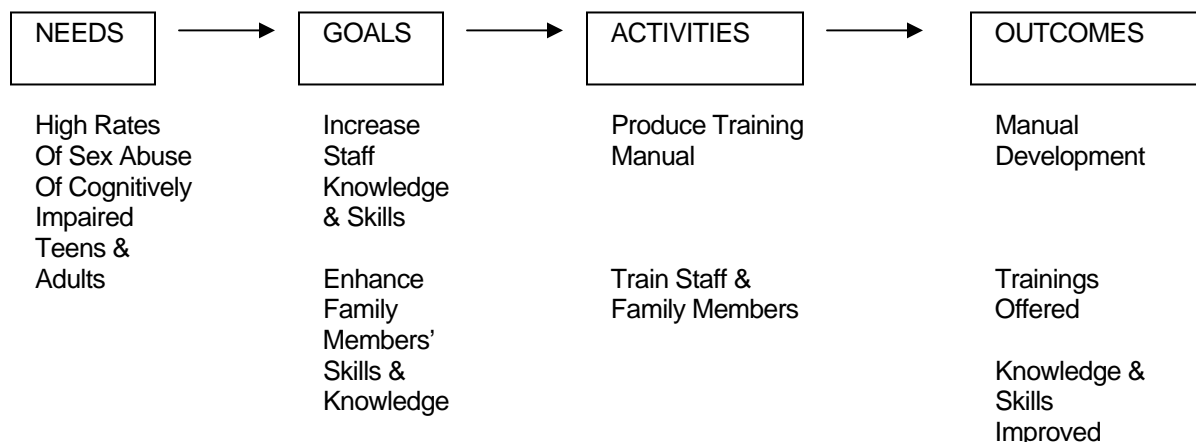 NEEDS
GOALS
ACTIVITIES
OUTCOMES
High Rates
Of Sex Abuse
Of Cognitively
Impaired
Teens &
Adults
Increase
Staff
Knowledge
& Skills
Enhance
Family
Members’
Skills &
Knowledge
Produce Training
Manual
Train Staff &
Family Members
Manual
Development
Trainings
Offered
Knowledge &
Skills
Improved